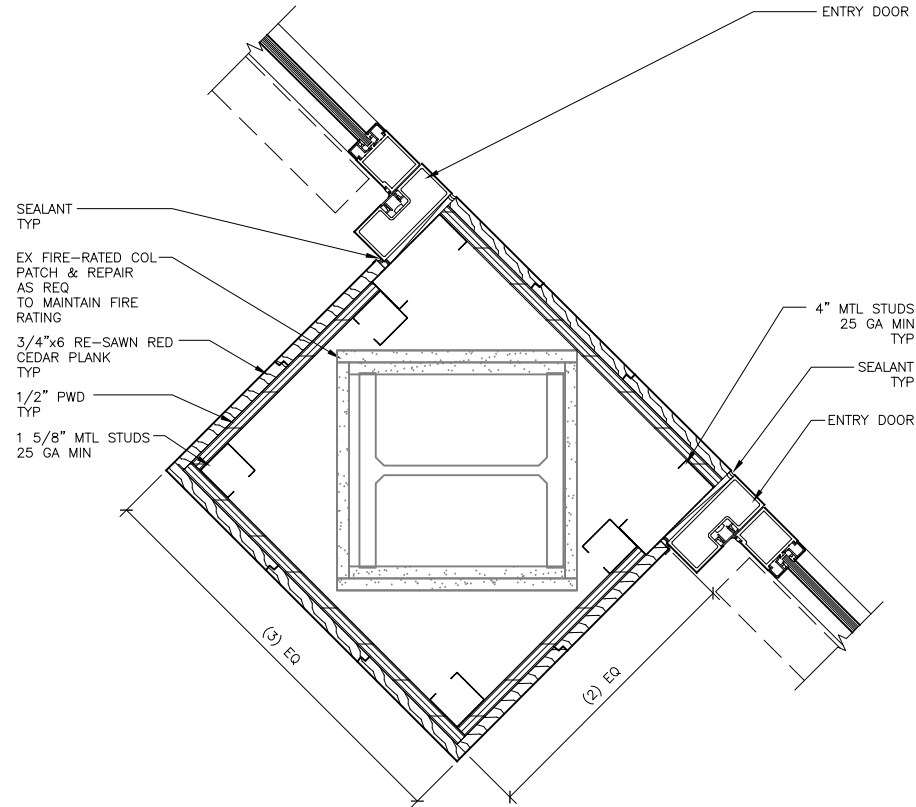 ENTRY DOOR
SEALANT
TYP
EX FIRE-RATED COL
PATCH & REPAIR
AS REQ
TO MAINTAIN FIRE
RATING
3/4"x6 RE-SAWN RED
CEDAR PLANK
TYP
1/2" PWD
TYP
1 5/8" MTL STUDS
25 GA MIN
4" MTL STUDS
25 GA MIN
TYP
SEALANT
TYP
ENTRY DOOR
(3) EQ
(2) EQ